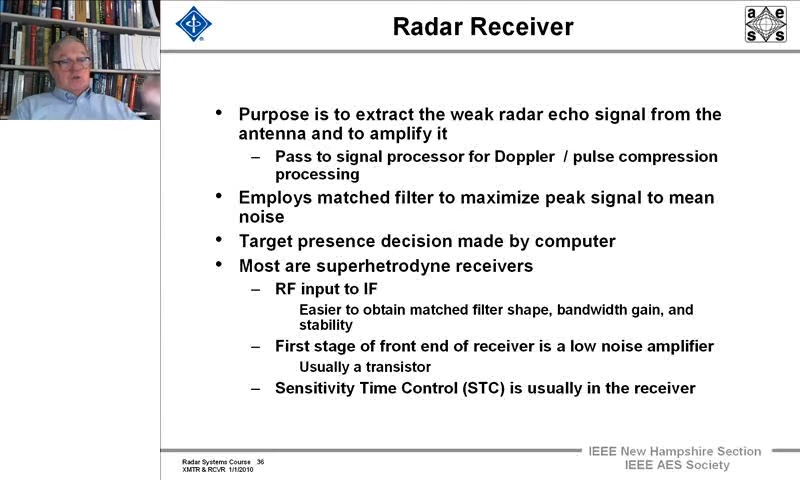 Radar Receiver
a e
s s
• Purpose is to extract the weak radar echo signal from the
antenna and to amplify it
– Pass to signal processor for Doppler / pulse compression
processing
• Employs matched filter to maximize peak signal to mean
noise
• Target presence decision made by computer
• Most are superhetrodyne receivers
– RF input to IF
Easier to obtain matched filter shape, bandwidth gain, and
stability
– First stage of front end of receiver is a low noise amplifier
Usually a transistor
– Sensitivity Time Control (STC) is usually in the receiver
Radar Systems Course 36
XMTR & RCVR 1/1/2010
IEEE New Hampshire Section
IEEE AES Society